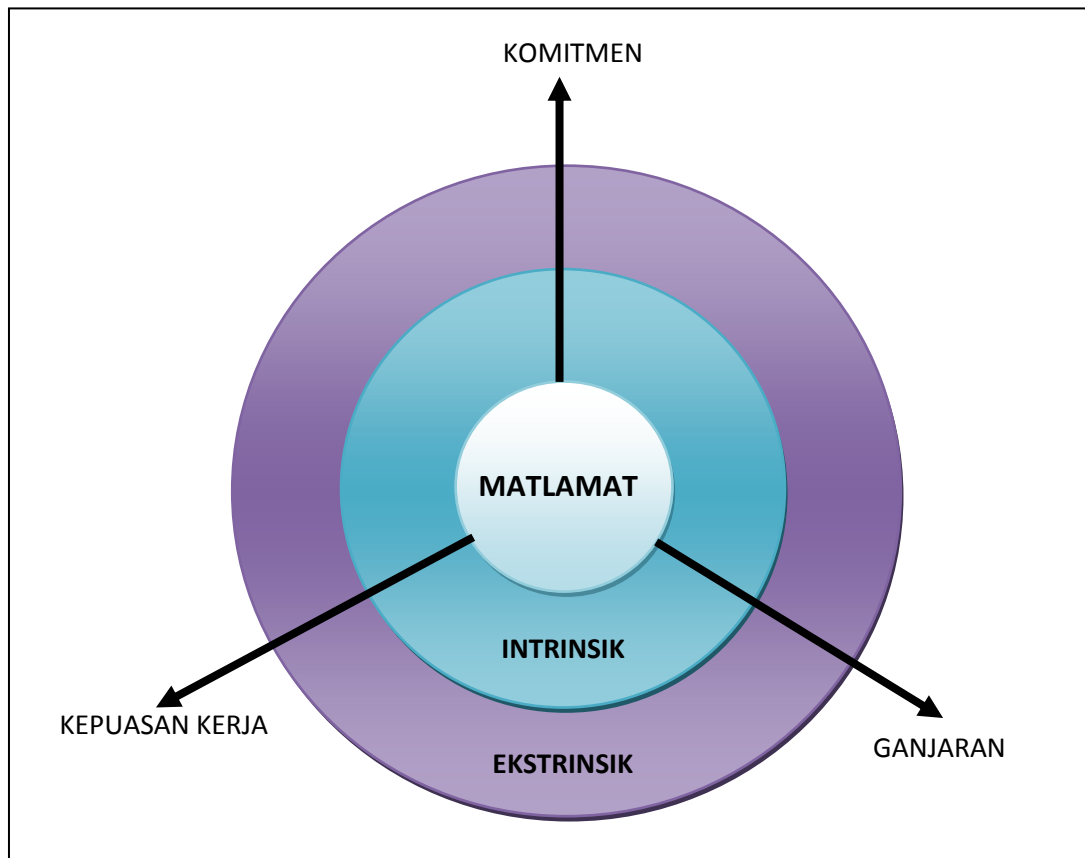 KOMITMEN
MATLAMAT
INTRINSIK
KEPUASAN KERJA
GANJARAN
EKSTRINSIK